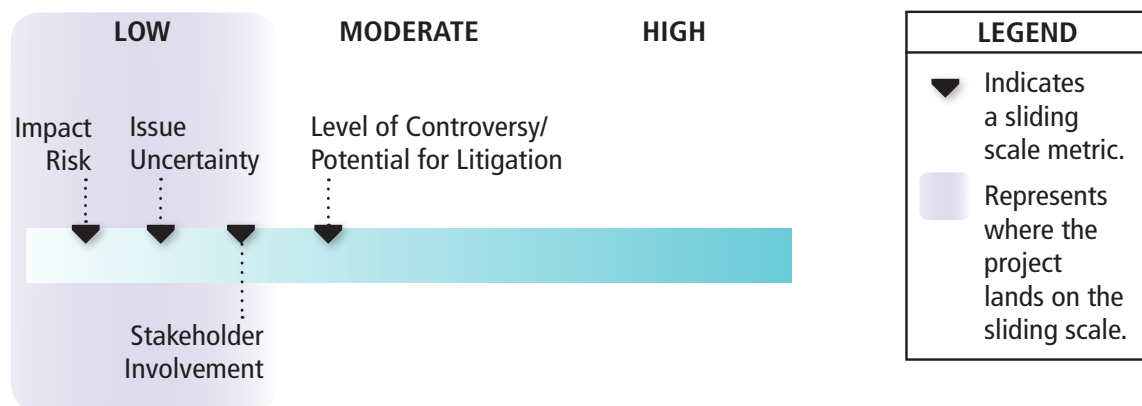 LOW
MODERATE
HIGH
Impact
Risk
Issue
Uncertainty
Level of Controversy/
Potential for Litigation
Stakeholder
Involvement
LEGEND
Indicates
a sliding
scale metric.
Represents
where the
project
lands on the
sliding scale.